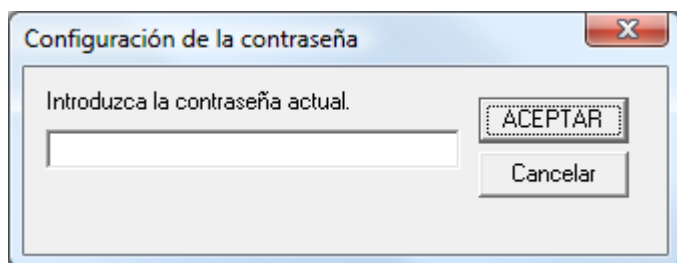 Configuración de la contraseña
Introduzca la contraseña actual.
ACEPTAR
Cancelar